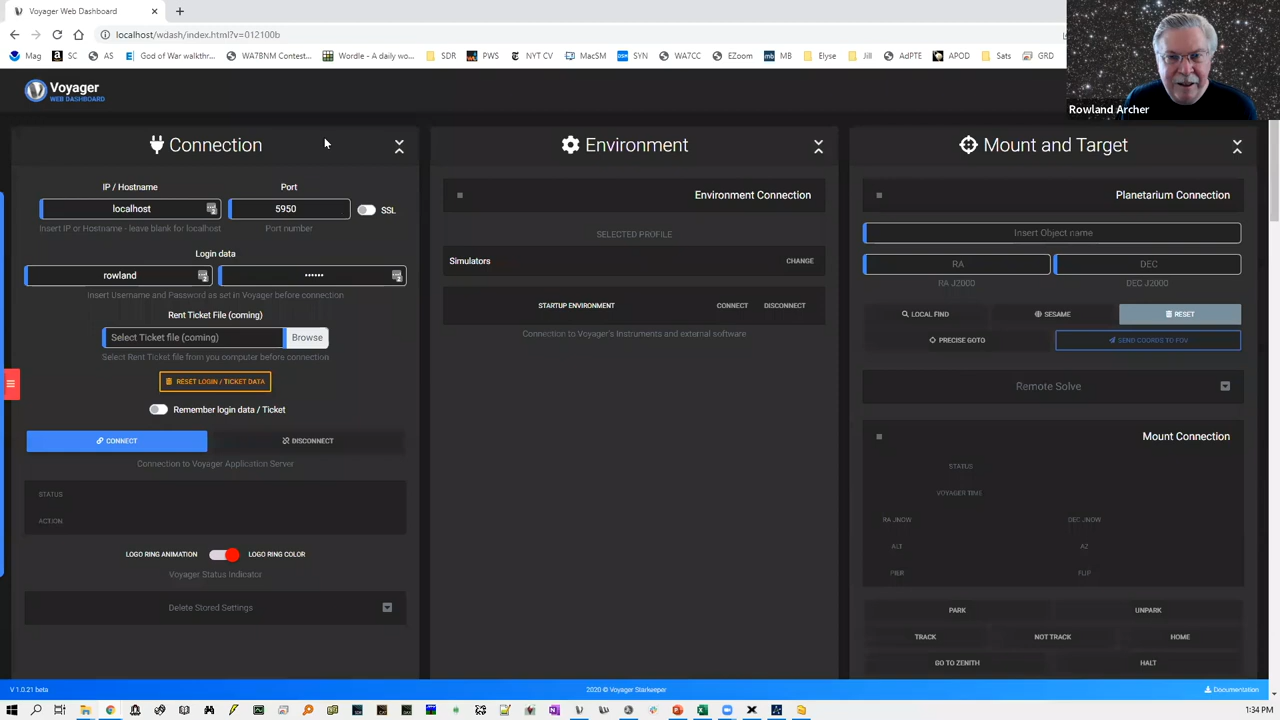 Voyager Web Dashboard
localhost/wdash/index.html?v=012100b
Mag
SC
AS
God of War walkthr...
WA7BNM Contest...
Wordle - A daily wo...
SDR
PWS
NYT CV
MacSM
SYN
WA7CC
EZoom
MB
Elyse
Jill
AdPTE
APOD
Sats
GRD
Rowland Archer
Voyager
WEB DASHBOARD
Connection
IP / Hostname
Port
localhost
5950
SSL
Insert IP or Hostname - leave blank for localhost
Port number
Login data
rowland
••••••
Insert Username and Password as set in Voyager before connection
Rent Ticket File (coming)
Select Ticket file (coming)
Browse
Select Rent Ticket file from you computer before connection
RESET LOGIN / TICKET DATA
Remember login data / Ticket
CONNECT
DISCONNECT
Connection to Voyager Application Server
STATUS
ACTION
LOGO RING ANIMATION
LOGO RING COLOR
Voyager Status Indicator
Delete Stored Settings
Environment
Environment Connection
SELECTED PROFILE
Simulators
CHANGE
STARTUP ENVIRONMENT
CONNECT
DISCONNECT
Connection to Voyager's Instruments and external software
Mount and Target
Planetarium Connection
Insert Object name
RA
DEC
RA J2000
DEC J2000
LOCAL FIND
SESAME
RESET
PRECISE GOTO
SEND COORDS TO FOV
Remote Solve
Mount Connection
STATUS
VOYAGER TIME
RA JNOW
DEC JNOW
ALT
AZ
PIER
FLIP
PARK
UNPARK
TRACK
NOT TRACK
HOME
GO TO ZENITH
HALT
V 1.0.21 beta
2020 © Voyager Starkeeper
Documentation
1:34 PM